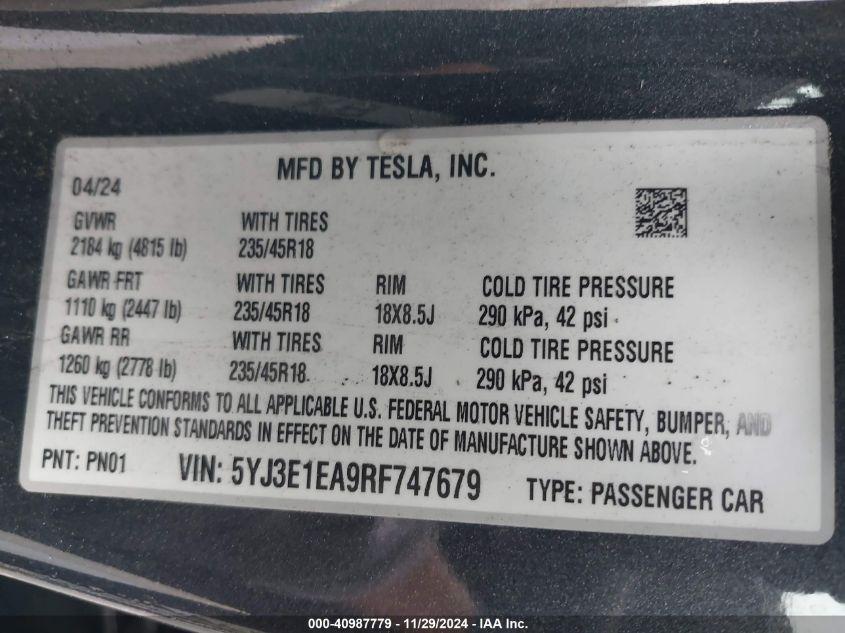 MFD BY TESLA, INC.
04/24
GVWR WITH TIRES
2184 kg (4815 lb) 235/45R18
GAWR FRT WITH TIRES RIM COLD TIRE PRESSURE
1110 kg (2447 lb) 235/45R18 18X8.5J 290 kPa, 42 psi
GAWR RR WITH TIRES RIM COLD TIRE PRESSURE
1260 kg (2778 lb) 235/45R18 18X8.5J 290 kPa, 42 psi
THIS VEHICLE CONFORMS TO ALL APPLICABLE U.S. FEDERAL MOTOR VEHICLE SAFETY, BUMPER, AND
THEFT PREVENTION STANDARDS IN EFFECT ON THE DATE OF MANUFACTURE SHOWN ABOVE.
PNT: PN01 VIN: 5YJ3E1EA9RF747679 TYPE: PASSENGER CAR
000-40987779 - 11/29/2024 - IAA Inc.